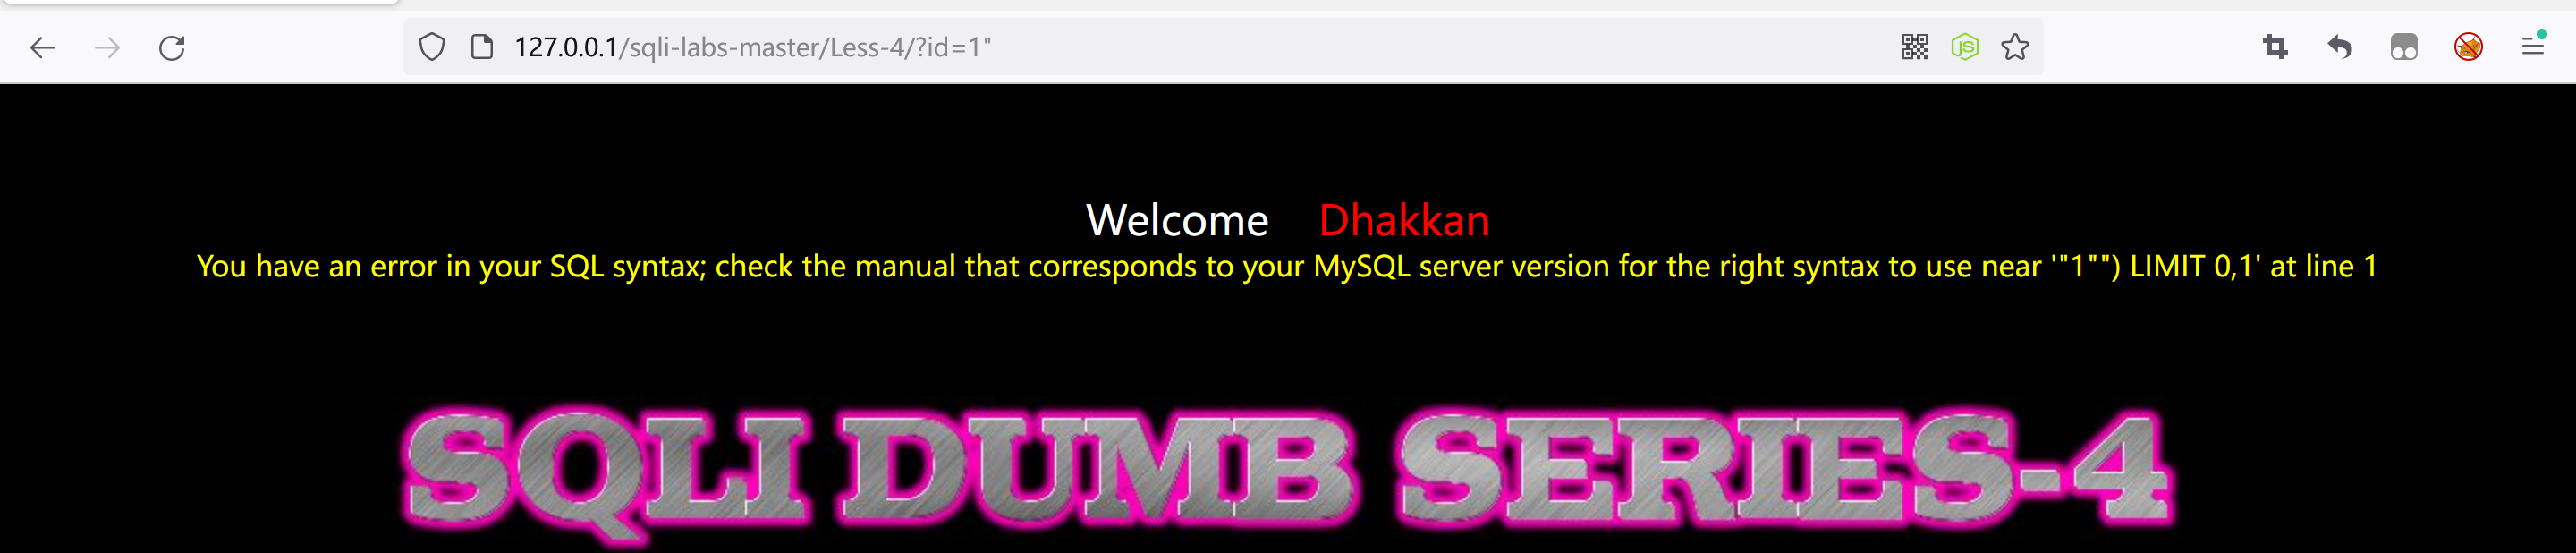 127.0.0.1/sqli-labs-master/Less-4/?id=1"
Welcome Dhakkan
You have an error in your SQL syntax; check the manual that corresponds to your MySQL server version for the right syntax to use near '"1"") LIMIT 0,1' at line 1
SQLI DUMB SERIES-4